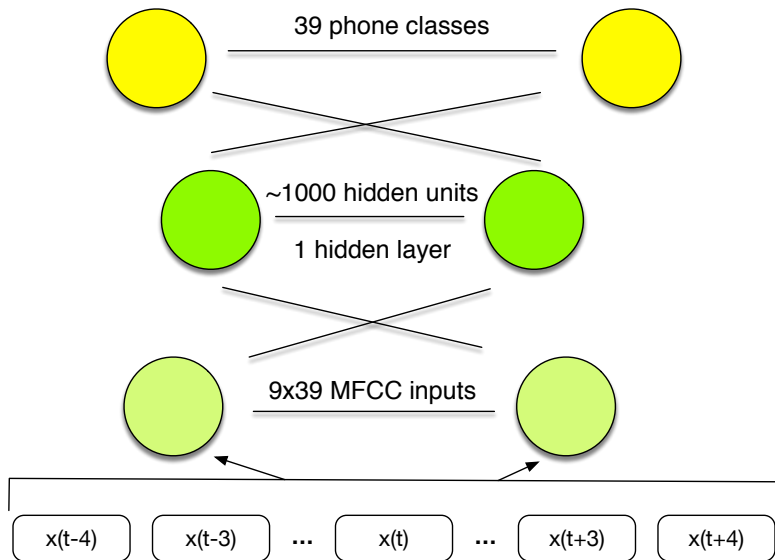 39 phone classes
~1000 hidden units
1 hidden layer
9x39 MFCC inputs
x(t-4) x(t-3) ... x(t) ... x(t+3) x(t+4)